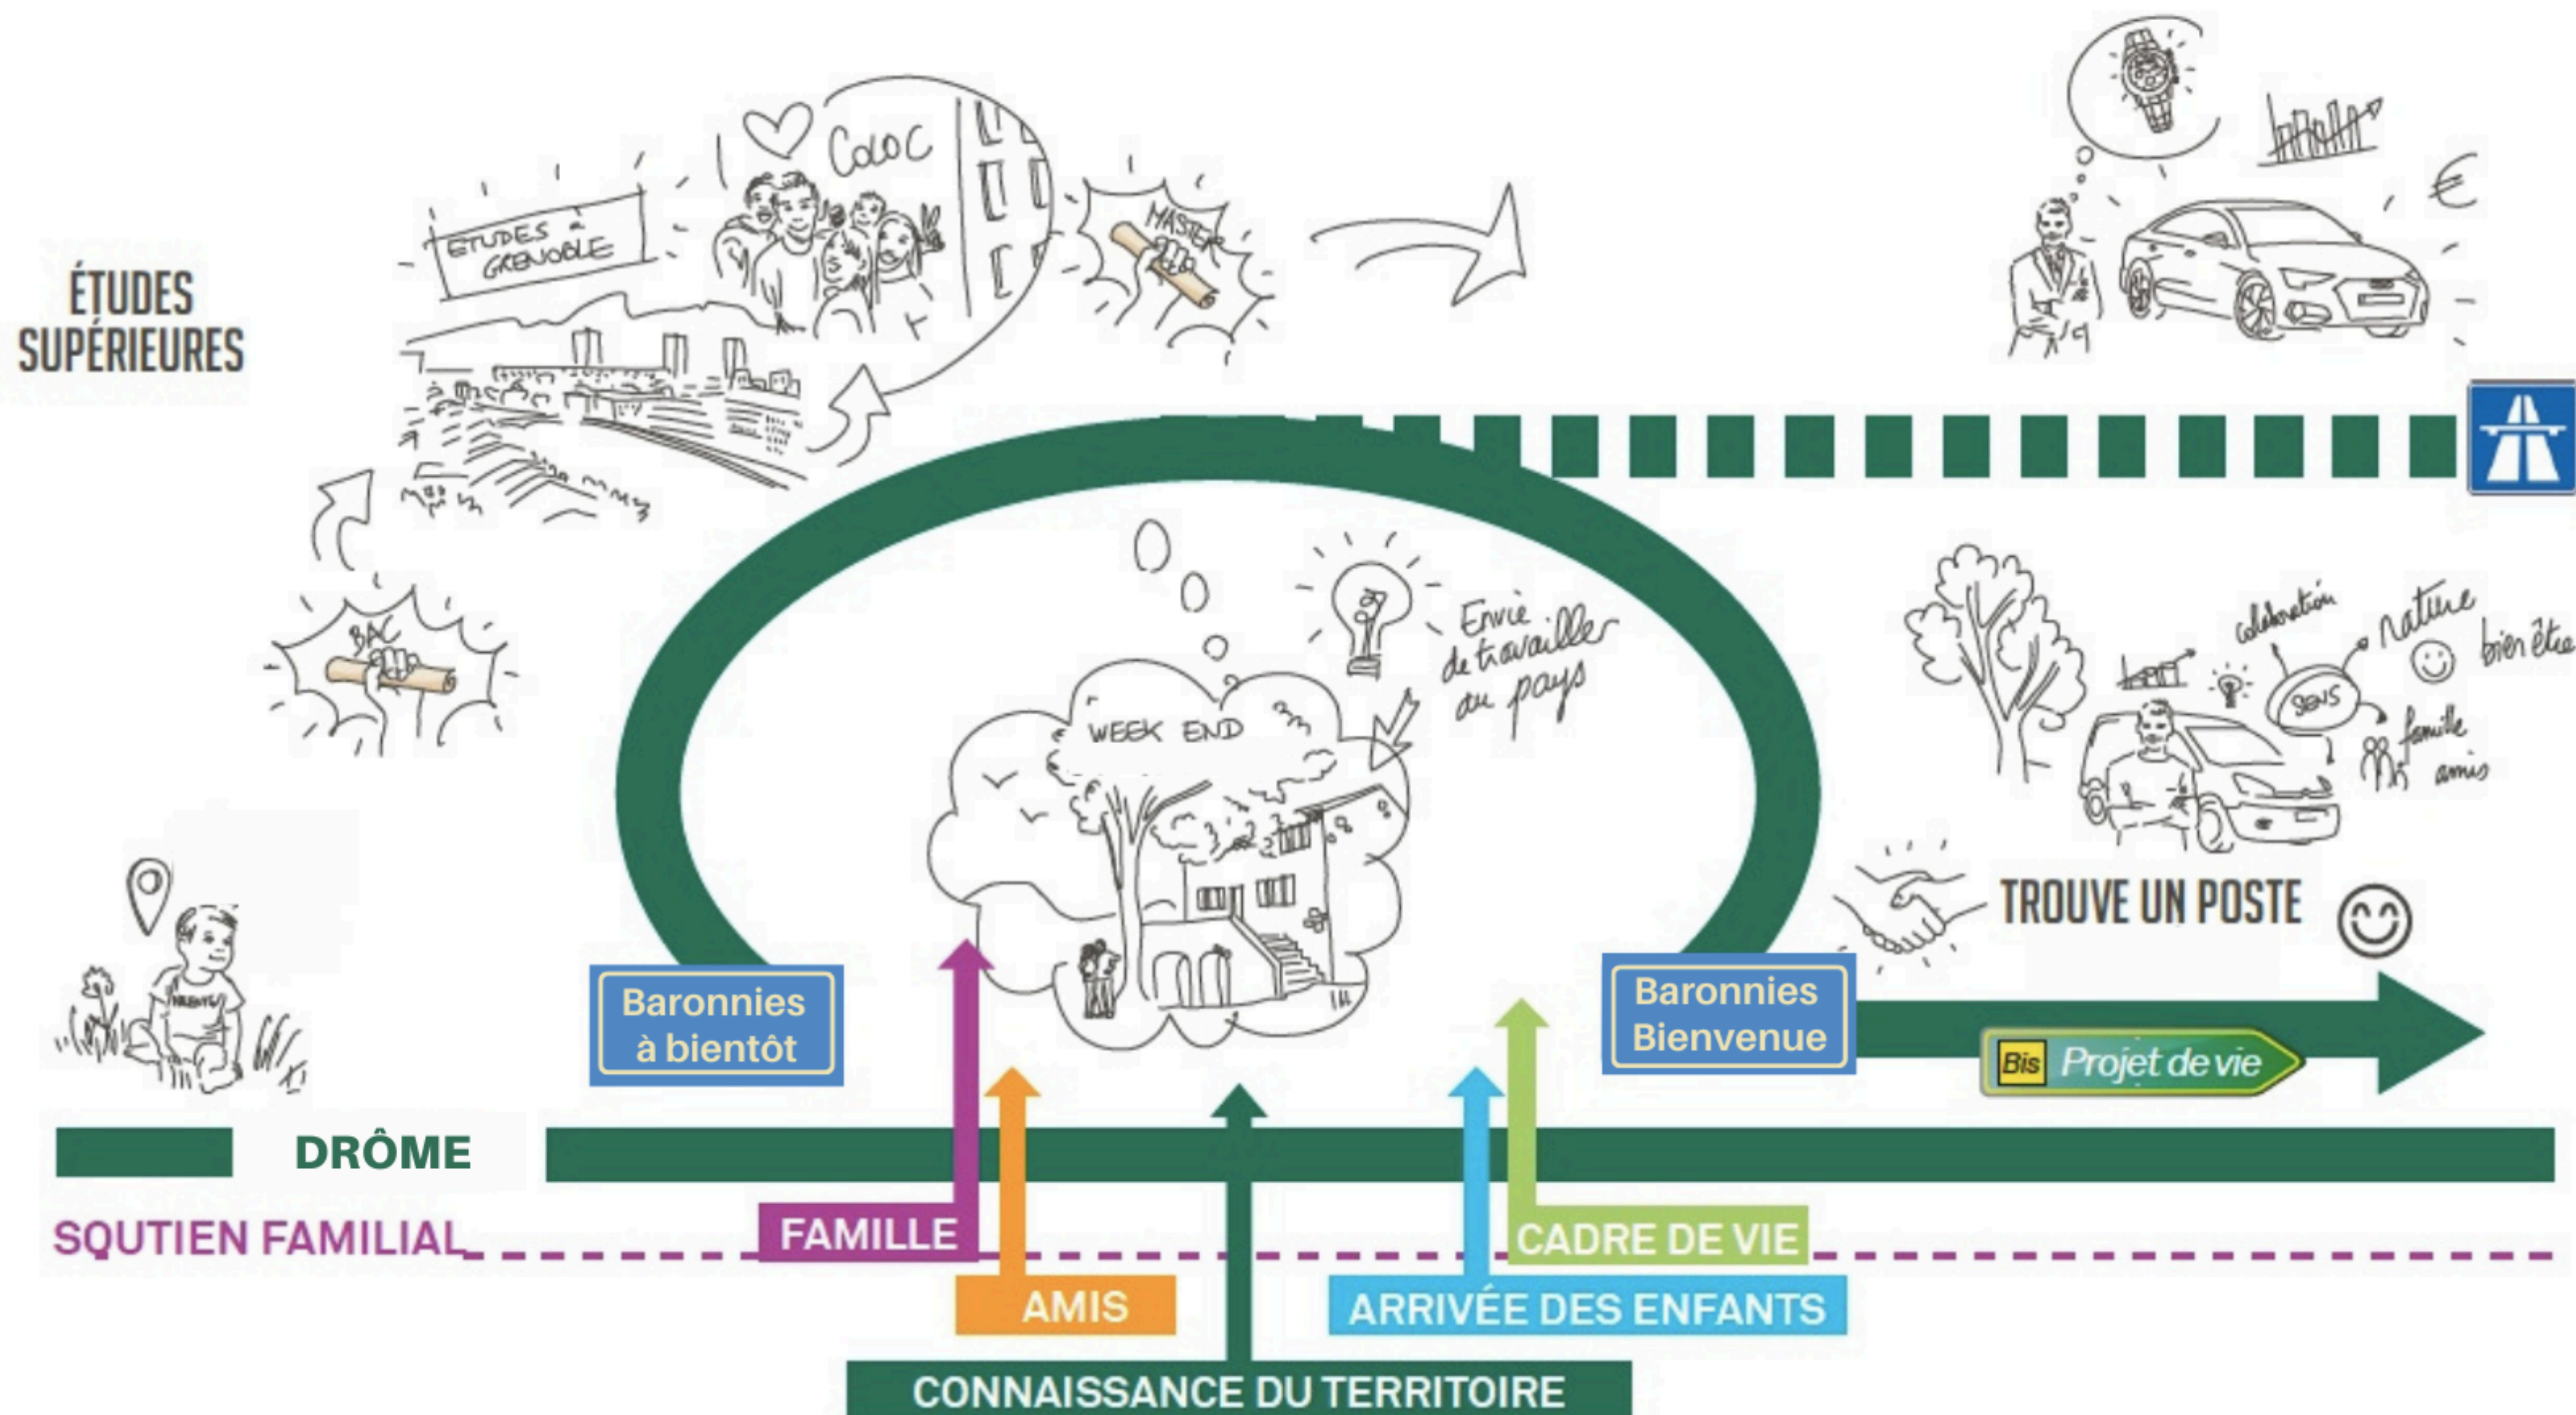 ÉTUDES
SUPÉRIEURES
ETUDES à
GRENOBLE
COLOC
MASTER
€
BAC
WEEK END
Envie
de travailler
au pays
colaboration
nature
bien être
SENS
famille
amis
TROUVE UN POSTE
Baronnies
à bientôt
Baronnies
Bienvenue
Bis Projet de vie
DRÔME
SOUTIEN FAMILIAL
FAMILLE
CADRE DE VIE
AMIS
ARRIVÉE DES ENFANTS
CONNAISSANCE DU TERRITOIRE